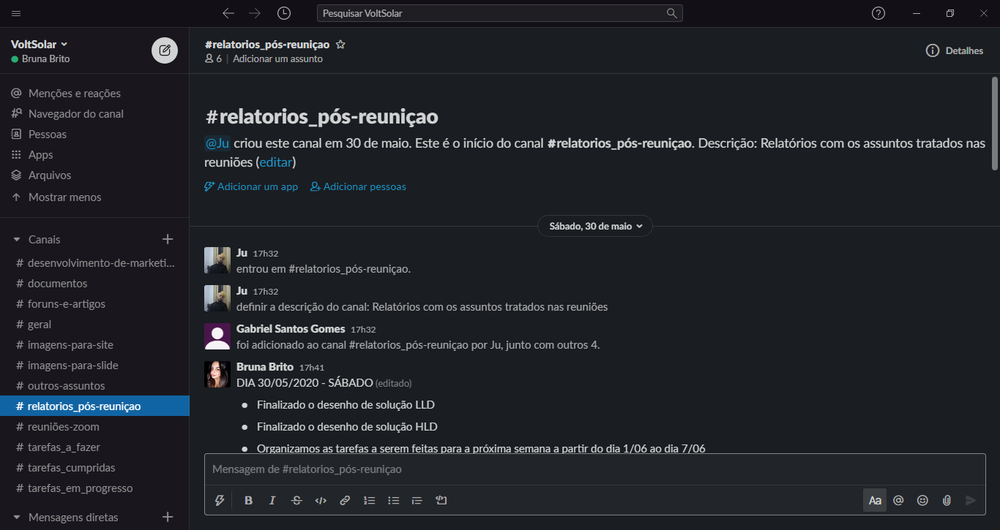 Pesquisar VoltSolar
VoltSolar
Bruna Brito
#relatorios_pós-reuniçao
6 | Adicionar um assunto
Detalhes
Menções e reações
Navegador do canal
Pessoas
Apps
Arquivos
Mostrar menos
Canais
# desenvolvimento-de-marketi...
# documentos
# foruns-e-artigos
# geral
# imagens-para-site
# imagens-para-slide
# outros-assuntos
# relatorios_pós-reuniçao
# reuniões-zoom
# tarefas_a_fazer
# tarefas_cumpridas
# tarefas_em_progresso
Mensagens diretas
#relatorios_pós-reuniçao
@Ju criou este canal em 30 de maio. Este é o início do canal #relatorios_pós-reuniçao. Descrição: Relatórios com os assuntos tratados nas
reuniões (editar)
Adicionar um app Adicionar pessoas
Sábado, 30 de maio
Ju 17h32
entrou em #relatorios_pós-reuniçao.
Ju 17h32
definir a descrição do canal: Relatórios com os assuntos tratados nas reuniões
Gabriel Santos Gomes 17h32
foi adicionado ao canal #relatorios_pós-reuniçao por Ju, junto com outros 4.
Bruna Brito 17h41
DIA 30/05/2020 - SÁBADO (editado)
• Finalizado o desenho de solução LLD
• Finalizado o desenho de solução HLD
• Organizamos as tarefas a serem feitas para a próxima semana a partir do dia 1/06 ao dia 7/06
Mensagem de #relatorios_pós-reuniçao
B I S </> Aa @